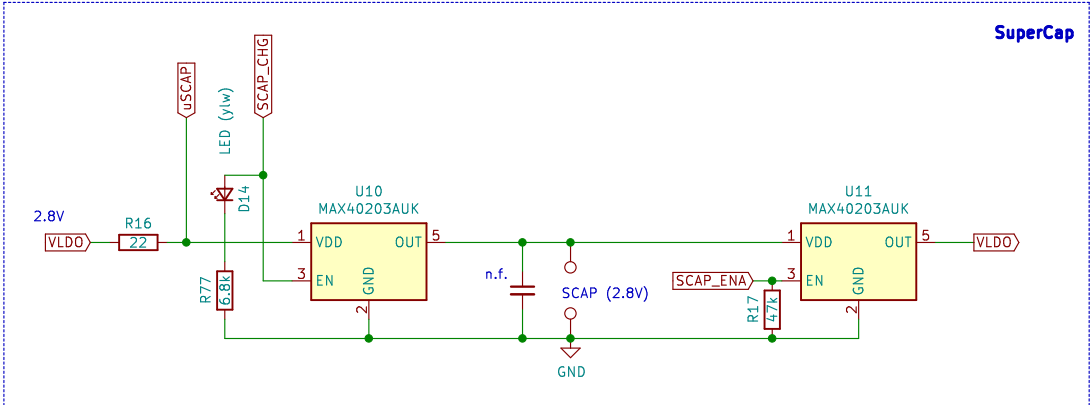 SuperCap
uSCAP
LED (ylw)
SCAP_CHG
D14
2.8V
VLDO
R16
22
R77
6.8k
U10
MAX40203AUK
1
VDD
OUT
5
3
EN
GND
2
n.f.
SCAP (2.8V)
GND
SCAP_ENA
R17
47k
U11
MAX40203AUK
1
VDD
OUT
5
3
EN
GND
2
VLDO